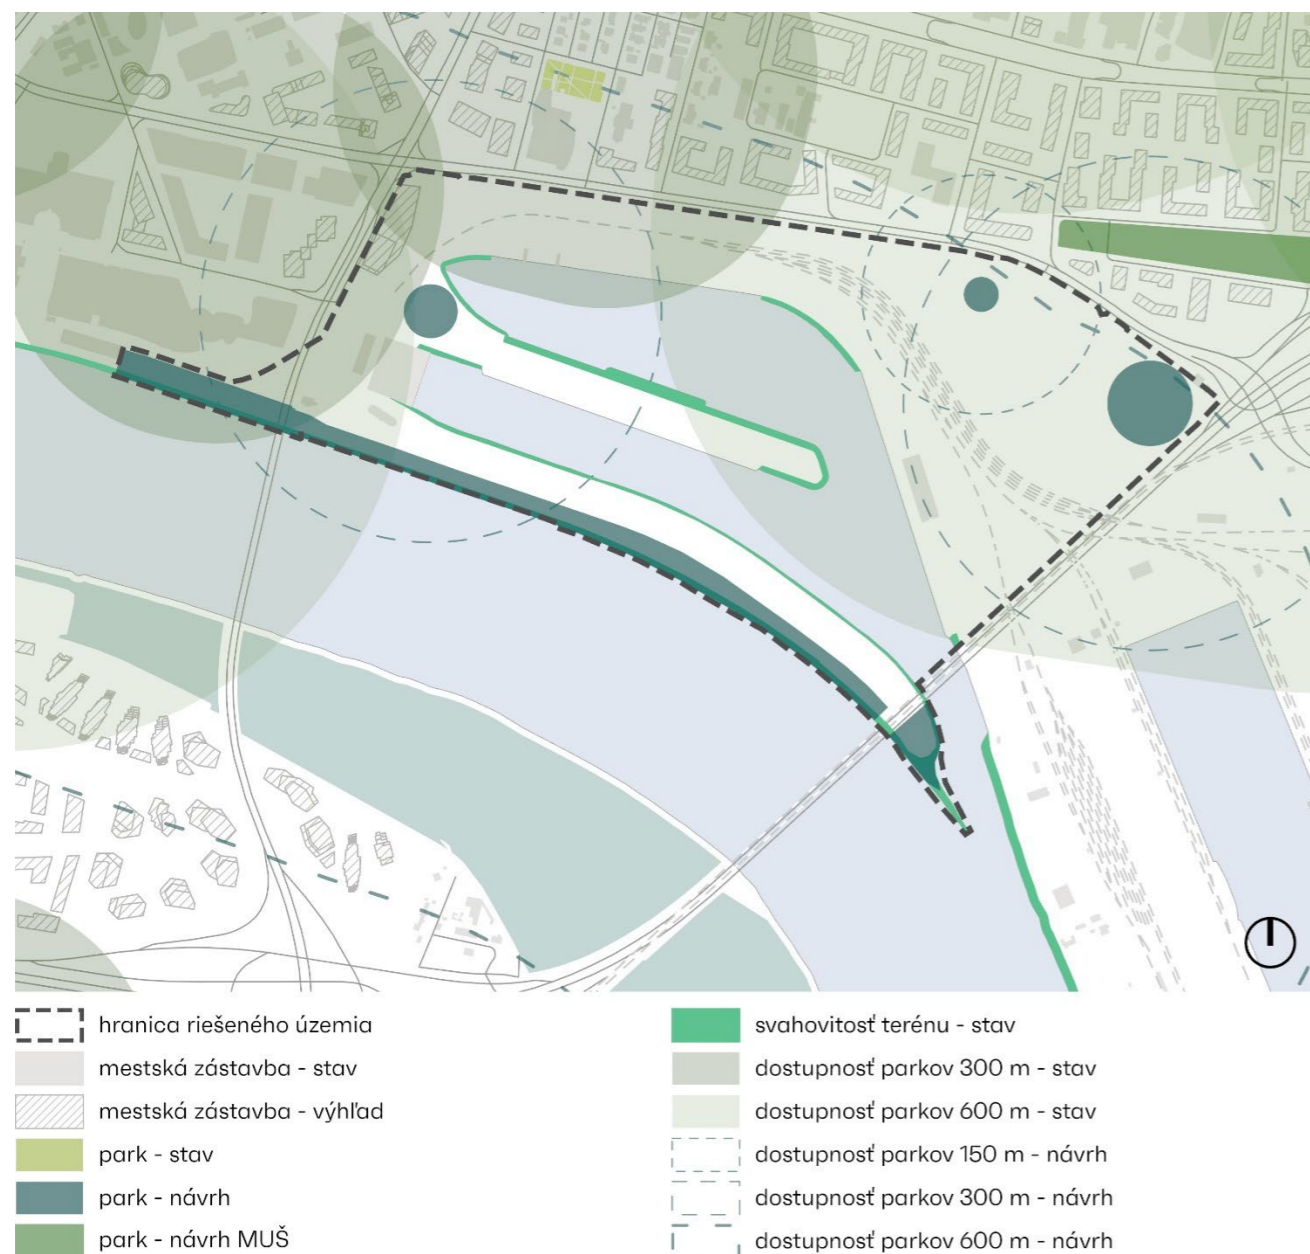 hranica riešeného územia
mestská zástavba - stav
mestská zástavba - výhľad
park - stav
park - návrh
park - návrh MUŠ
svahovitosť terénu - stav
dostupnosť parkov 300 m - stav
dostupnosť parkov 600 m - stav
dostupnosť parkov 150 m - návrh
dostupnosť parkov 300 m - návrh
dostupnosť parkov 600 m - návrh